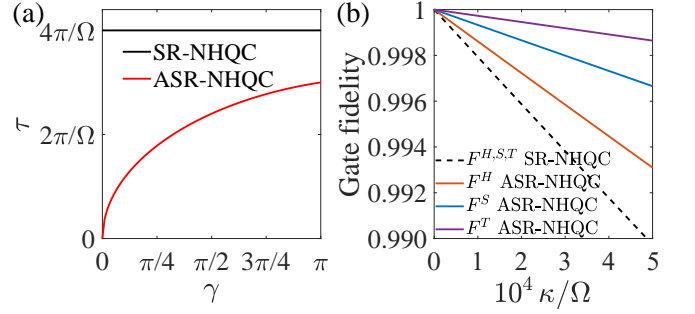 (a)
4π/Ω
2π/Ω
0
τ
SR-NHQC
ASR-NHQC
0
π/4
π/2
3π/4
π
γ
(b)
1
0.998
0.996
0.994
0.992
0.990
Gate fidelity
F^{H,S,T} SR-NHQC
F^H ASR-NHQC
F^S ASR-NHQC
F^T ASR-NHQC
0
1
2
3
4
5
10^4 κ/Ω